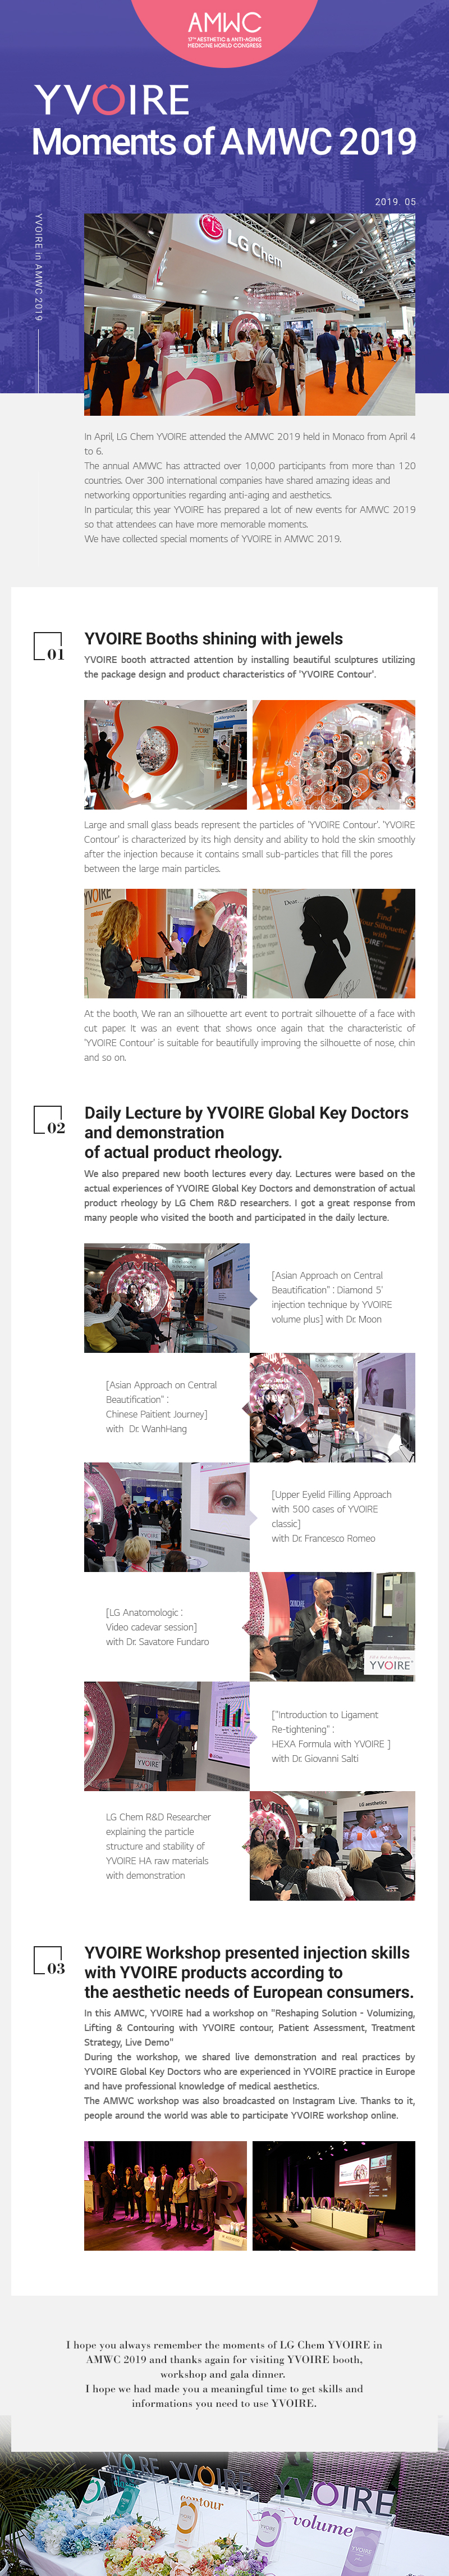 AMWC
17TH AESTHETIC & ANTI-AGING
MEDICINE WORLD CONGRESS
YVOIRE
Moments of AMWC 2019
2019. 05
YVOIRE in AMWC 2019
LG Chem
In April, LG Chem YVOIRE attended the AMWC 2019 held in Monaco from April 4
to 6.
The annual AMWC has attracted over 10,000 participants from more than 120
countries. Over 300 international companies have shared amazing ideas and
networking opportunities regarding anti-aging and aesthetics.
In particular, this year YVOIRE has prepared a lot of new events for AMWC 2019
so that attendees can have more memorable moments.
We have collected special moments of YVOIRE in AMWC 2019.
01
YVOIRE Booths shining with jewels
YVOIRE booth attracted attention by installing beautiful sculptures utilizing
the package design and product characteristics of 'YVOIRE Contour'.
YVOIRE
Large and small glass beads represent the particles of 'YVOIRE Contour'. 'YVOIRE
Contour' is characterized by its high density and ability to hold the skin smoothly
after the injection because it contains small sub-particles that fill the pores
between the large main particles.
YVOIRE
Dear.
Find
Your Silhouette
with
At the booth, We ran an silhouette art event to portrait silhouette of a face with
cut paper. It was an event that shows once again that the characteristic of
'YVOIRE Contour' is suitable for beautifully improving the silhouette of nose, chin
and so on.
02
Daily Lecture by YVOIRE Global Key Doctors
and demonstration
of actual product rheology.
We also prepared new booth lectures every day. Lectures were based on the
actual experiences of YVOIRE Global Key Doctors and demonstration of actual
product rheology by LG Chem R&D researchers. I got a great response from
many people who visited the booth and participated in the daily lecture.
YVOIRE
[Asian Approach on Central
Beautification" : Diamond 5'
injection technique by YVOIRE
volume plus] with Dr. Moon
[Asian Approach on Central
Beautification" :
Chinese Paitient Journey]
with Dr. WanhHang
YVOIRE
YVOIRE
[Upper Eyelid Filling Approach
with 500 cases of YVOIRE
classic]
with Dr. Francesco Romeo
[LG Anatomologic :
Video cadevar session]
with Dr. Savatore Fundaro
YVOIRE
YVOIRE
["Introduction to Ligament
Re-tightening" :
HEXA Formula with YVOIRE ]
with Dr. Giovanni Salti
LG Chem R&D Researcher
explaining the particle
structure and stability of
YVOIRE HA raw materials
with demonstration
LG aesthetics
03
YVOIRE Workshop presented injection skills
with YVOIRE products according to
the aesthetic needs of European consumers.
In this AMWC, YVOIRE had a workshop on "Reshaping Solution - Volumizing,
Lifting & Contouring with YVOIRE contour, Patient Assessment, Treatment
Strategy, Live Demo"
During the workshop, we shared live demonstration and real practices by
YVOIRE Global Key Doctors who are experienced in YVOIRE practice in Europe
and have professional knowledge of medical aesthetics.
The AMWC workshop was also broadcasted on Instagram Live. Thanks to it,
people around the world was able to participate YVOIRE workshop online.
I hope you always remember the moments of LG Chem YVOIRE in
AMWC 2019 and thanks again for visiting YVOIRE booth,
workshop and gala dinner.
I hope we had made you a meaningful time to get skills and
informations you need to use YVOIRE.
YVOIRE
YVOIRE
contour
YVOIRE
volume